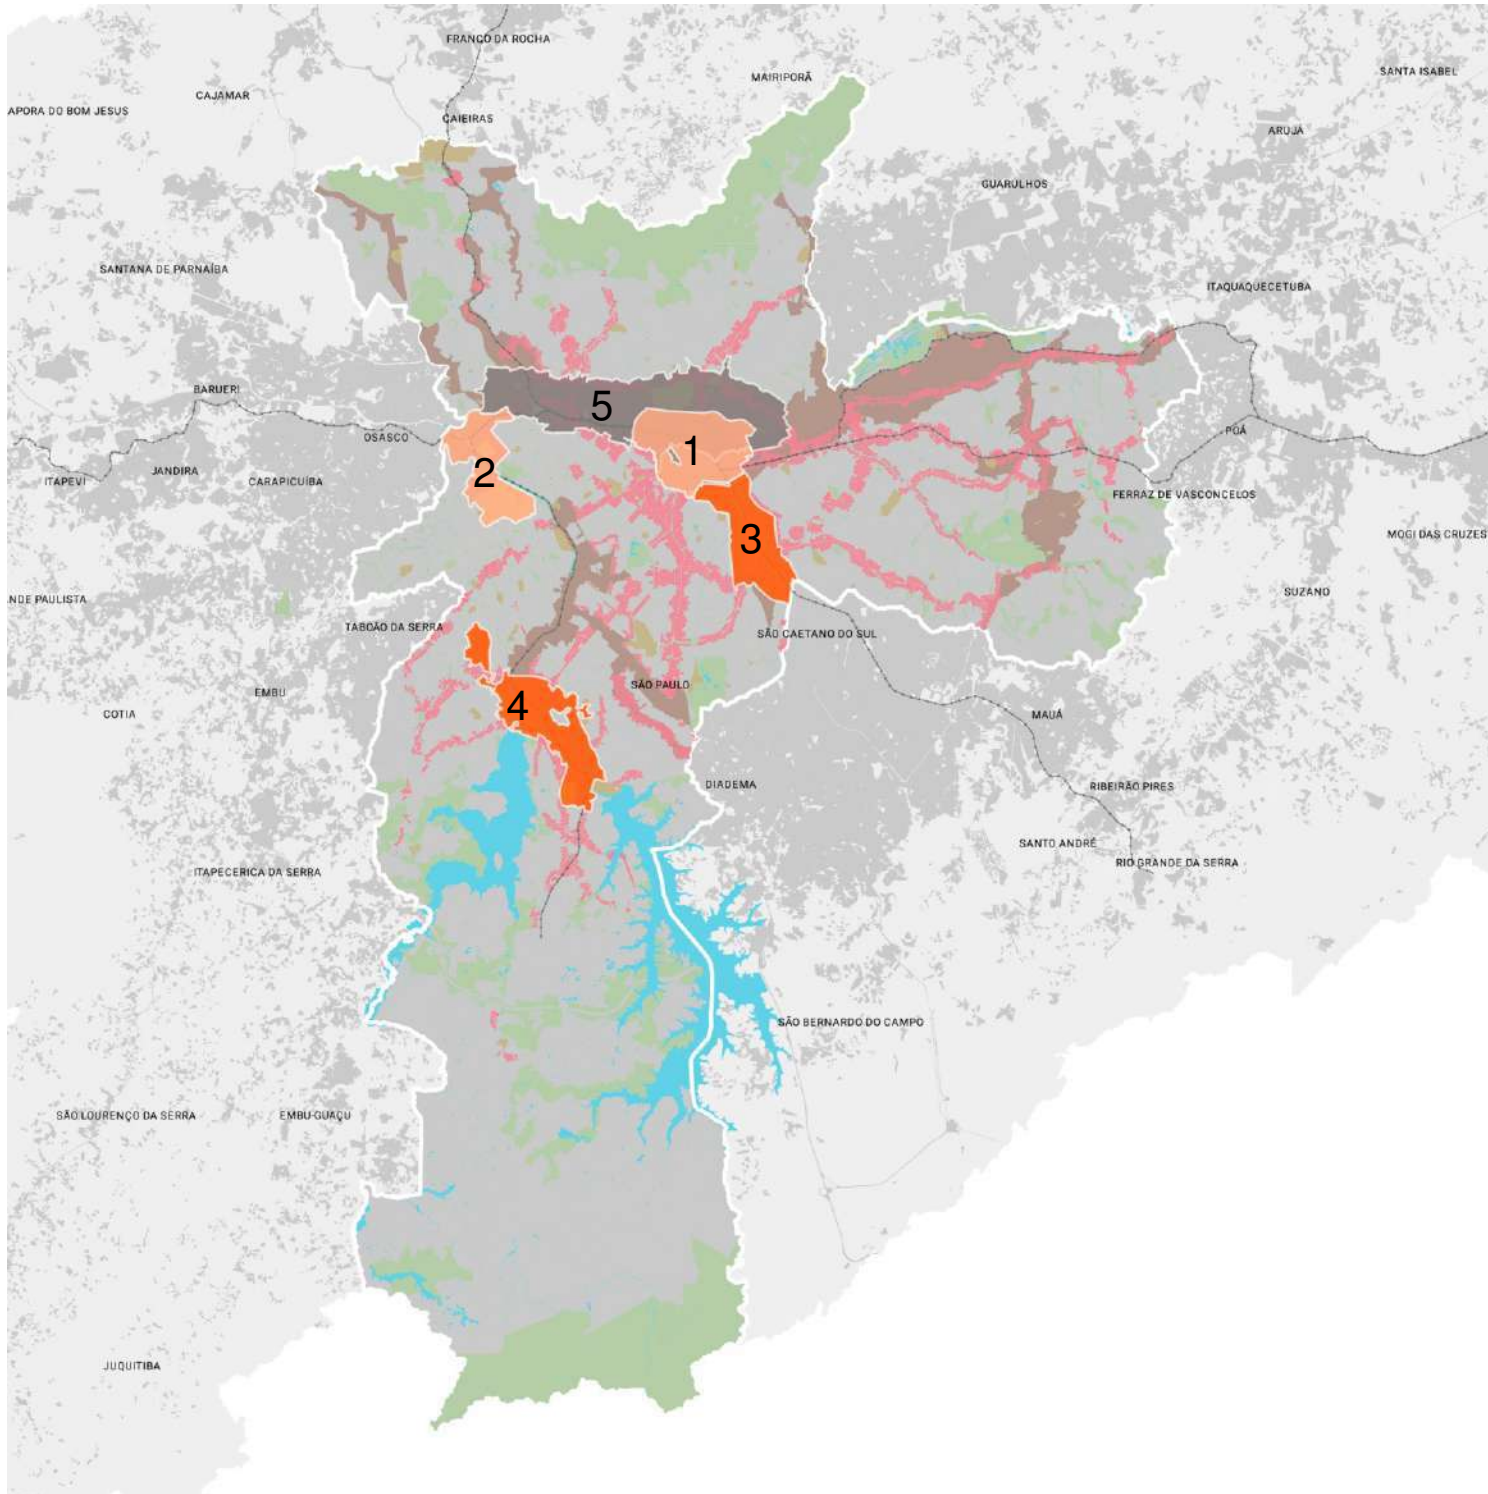 FRANCO DA ROCHA
SANTA ISABEL
MAIRIPORÃ
CAJAMAR
APORA DO BOM JESUS
CAIEIRAS
ARUJÁ
GUARULHOS
SANTANA DE PARNAÍBA
ITAQUAQUECETUBA
BARUERI
5
OSASCO
POÁ
1
JANDIRA
2
ITAPEVI
CARAPICUÍBA
FERRAZ DE VASCONCELOS
MOGI DAS CRUZES
3
SUZANO
NDE PAULISTA
TABOÃO DA SERRA
SÃO CAETANO DO SUL
SÃO PAULO
EMBU
4
COTIA
MAUÁ
DIADEMA
RIBEIRÃO PIRES
SANTO ANDRÉ
RIO GRANDE DA SERRA
ITAPECERICA DA SERRA
SÃO BERNARDO DO CAMPO
SÃO LOURENÇO DA SERRA
EMBU-GUAÇU
JUQUITIBA